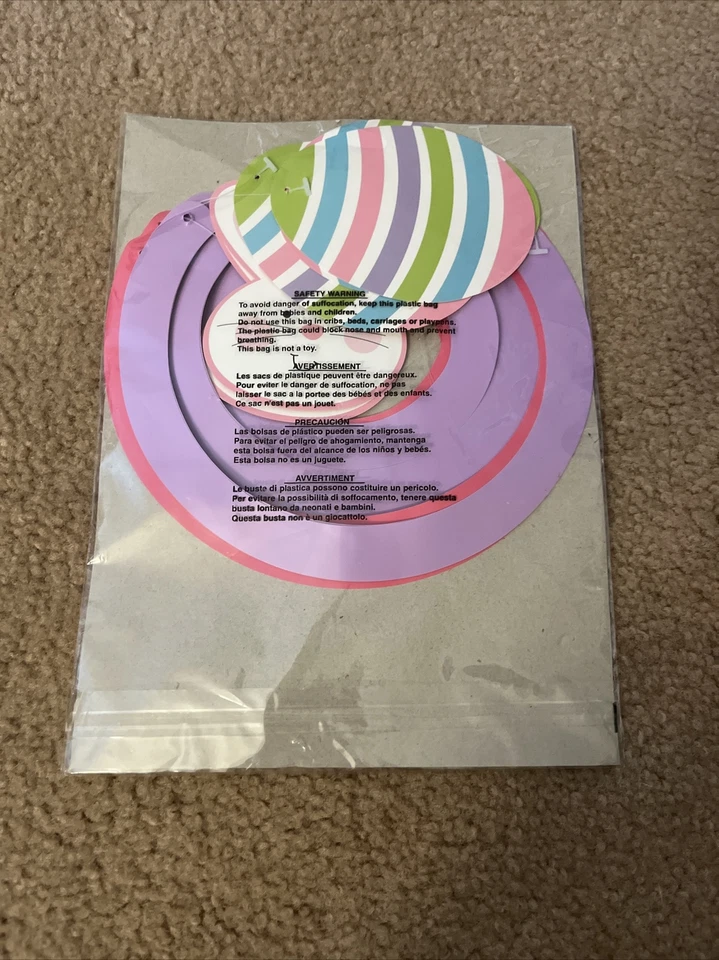 SAFETY WARNING
To avoid danger of suffocation, keep this plastic bag
away from babies and children.
Do not use this bag in cribs, beds, carriages or playpens.
The plastic bag could block nose and mouth and prevent
breathing.
This bag is not a toy.
AVERTISSEMENT
Les sacs de plastique peuvent être dangereux.
Pour eviler le danger de suffocation, ne pas
laisser le sac a la portee des bébés et des enfants.
Ce sac n'est pas un jouet.
PRECAUCIÓN
Las bolsas de plástico pueden ser peligrosas.
Para evitar el peligro de ahogamiento, mantenga
esta bolsa fuera del alcance de los niños y bebés.
Esta bolsa no es un juguete.
AVVERTIMENT
Le buste di plastica possono costituire un pericolo.
Per evitare la possibilità di soffocamento, tenere questa
busta lontano da neonati e bambini.
Questa busta non è un giocattolo.